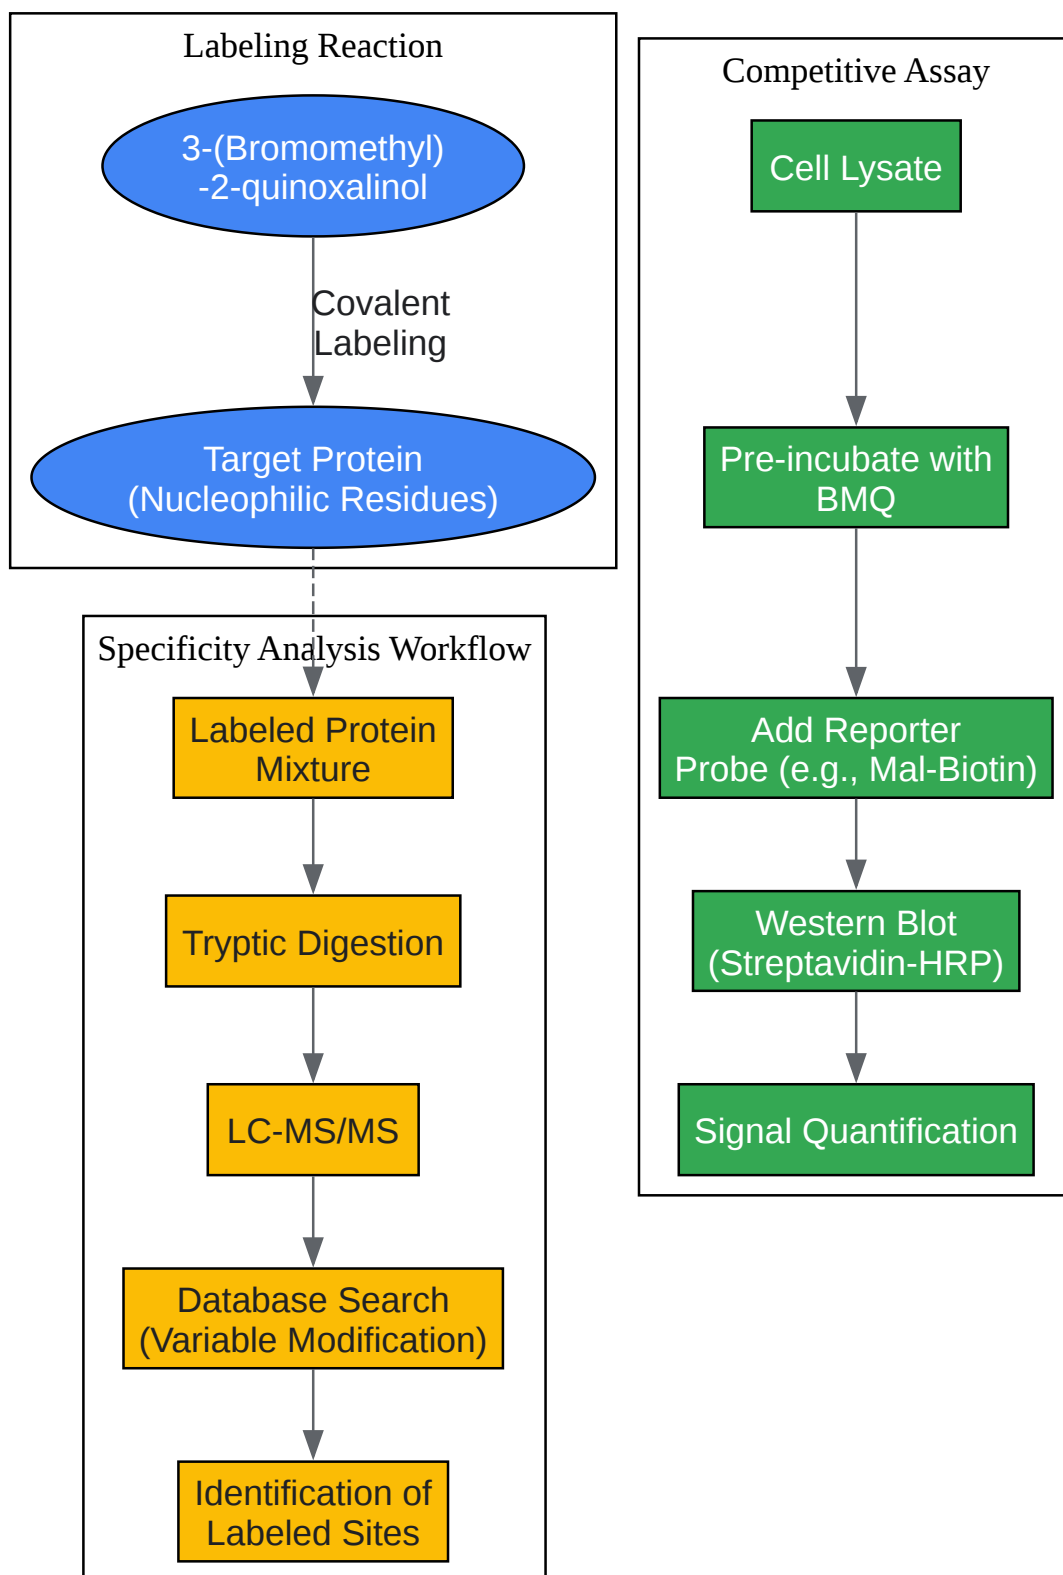 Labeling Reaction
3-(Bromomethyl)
-2-quinoxalinol
Covalent
Labeling
Target Protein
(Nucleophilic Residues)
Specificity Analysis Workflow
Labeled Protein
Mixture
Tryptic Digestion
LC-MS/MS
Database Search
(Variable Modification)
Identification of
Labeled Sites
Competitive Assay
Cell Lysate
Pre-incubate with
BMQ
Add Reporter
Probe (e.g., Mal-Biotin)
Western Blot
(Streptavidin-HRP)
Signal Quantification